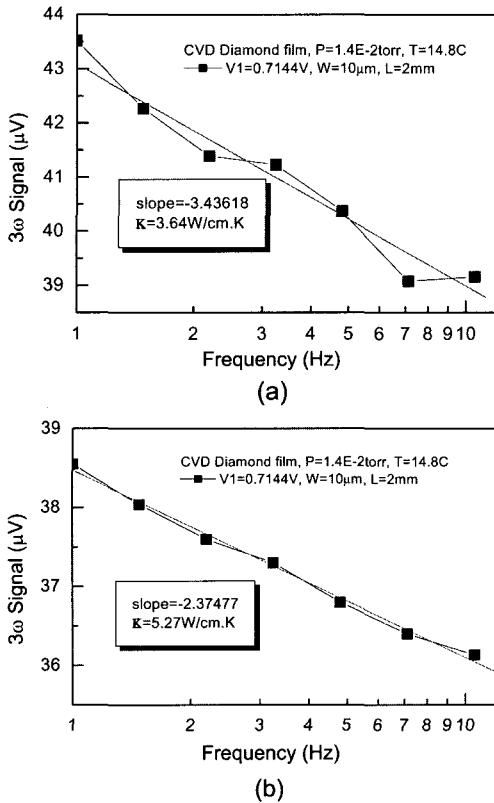 44
43
42
41
40
39
3ω Signal (μV)
CVD Diamond film, P=1.4E-2torr, T=14.8C
V1=0.7144V, W=10μm, L=2mm
slope=-3.43618
K=3.64W/cm.K
1 2 3 4 5 6 7 8 9 10
Frequency (Hz)
(a)
39
38
37
36
3ω Signal (μV)
CVD Diamond film, P=1.4E-2torr, T=14.8C
V1=0.7144V, W=10μm, L=2mm
slope=-2.37477
K=5.27W/cm.K
1 2 3 4 5 6 7 8 9 10
Frequency (Hz)
(b)